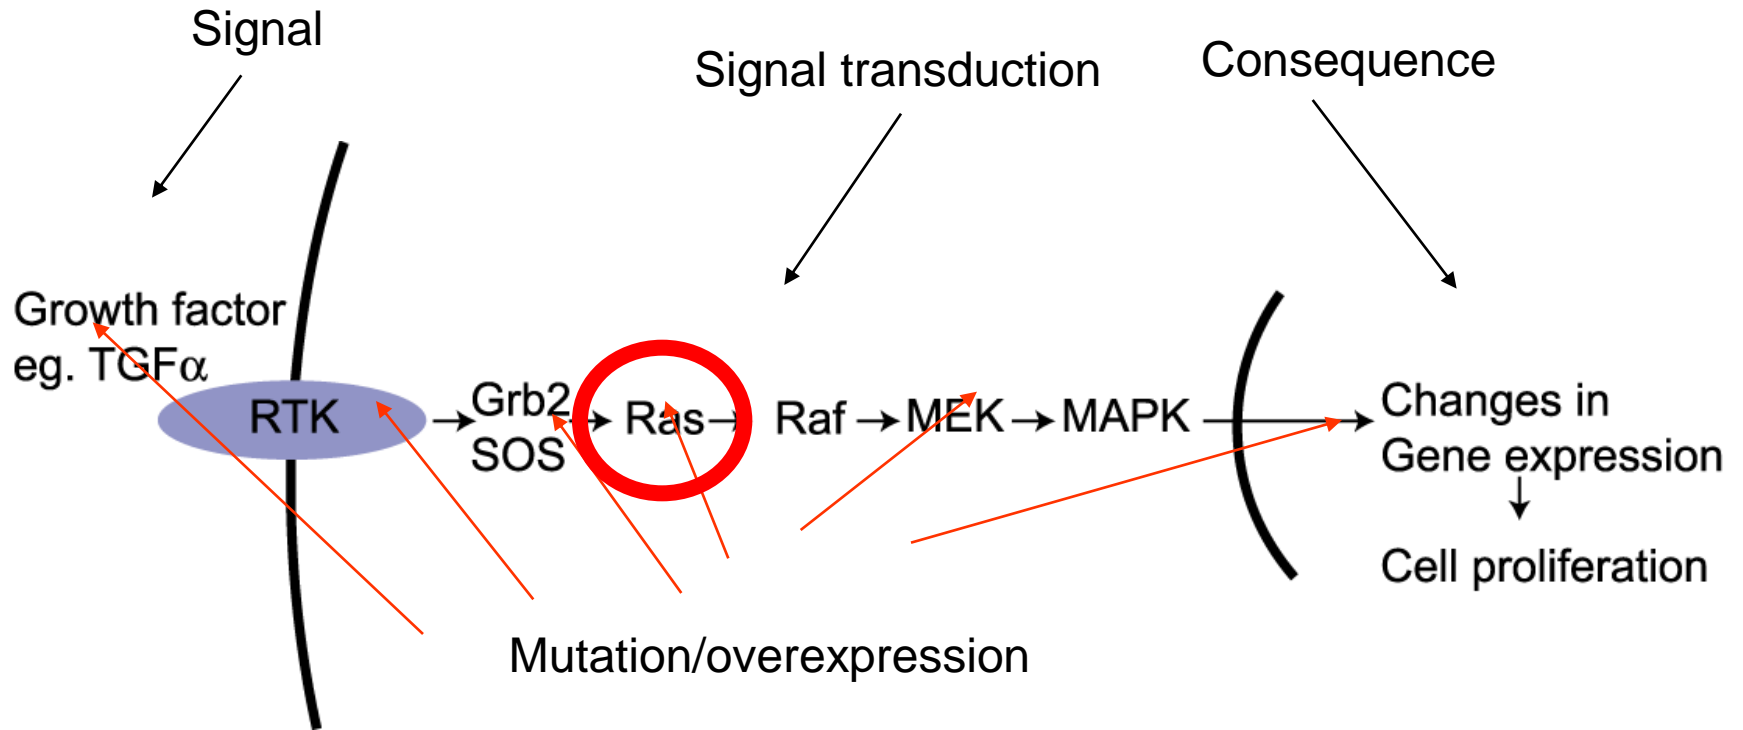 Signal
Signal transduction
Consequence
Growth factor
eg. TGFα
RTK
Grb2
SOS
Ras
Raf
MEK
MAPK
Changes in
Gene expression
Cell proliferation
Mutation/overexpression